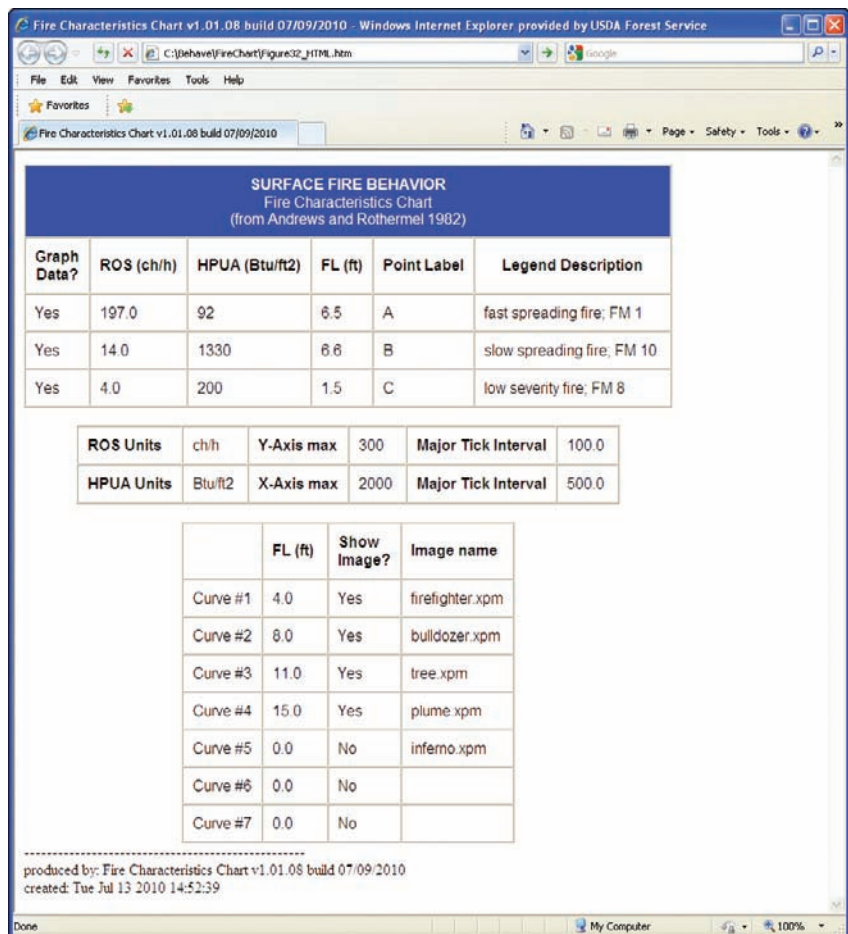 Fire Characteristics Chart v1.01.08 build 07/09/2010 - Windows Internet Explorer provided by USDA Forest Service
C:\Behave\FireChart\Figure32_HTML.htm
Google
File Edit View Favorites Tools Help
Favorites
Fire Characteristics Chart v1.01.08 build 07/09/2010
Page Safety Tools
SURFACE FIRE BEHAVIOR
Fire Characteristics Chart
(from Andrews and Rothermel 1982)
Graph Data? ROS (ch/h) HPUA (Btu/ft2) FL (ft) Point Label Legend Description
Yes 197.0 92 6.5 A fast spreading fire; FM 1
Yes 14.0 1330 6.6 B slow spreading fire; FM 10
Yes 4.0 200 1.5 C low severity fire; FM 8
ROS Units ch/h Y-Axis max 300 Major Tick Interval 100.0
HPUA Units Btu/ft2 X-Axis max 2000 Major Tick Interval 500.0
FL (ft) Show Image? Image name
Curve #1 4.0 Yes firefighter.xpm
Curve #2 8.0 Yes bulldozer.xpm
Curve #3 11.0 Yes tree.xpm
Curve #4 15.0 Yes plume.xpm
Curve #5 0.0 No inferno.xpm
Curve #6 0.0 No
Curve #7 0.0 No
----------------------------------------------------
produced by: Fire Characteristics Chart v1.01.08 build 07/09/2010
created: Tue Jul 13 2010 14:52:39
Done My Computer 100%